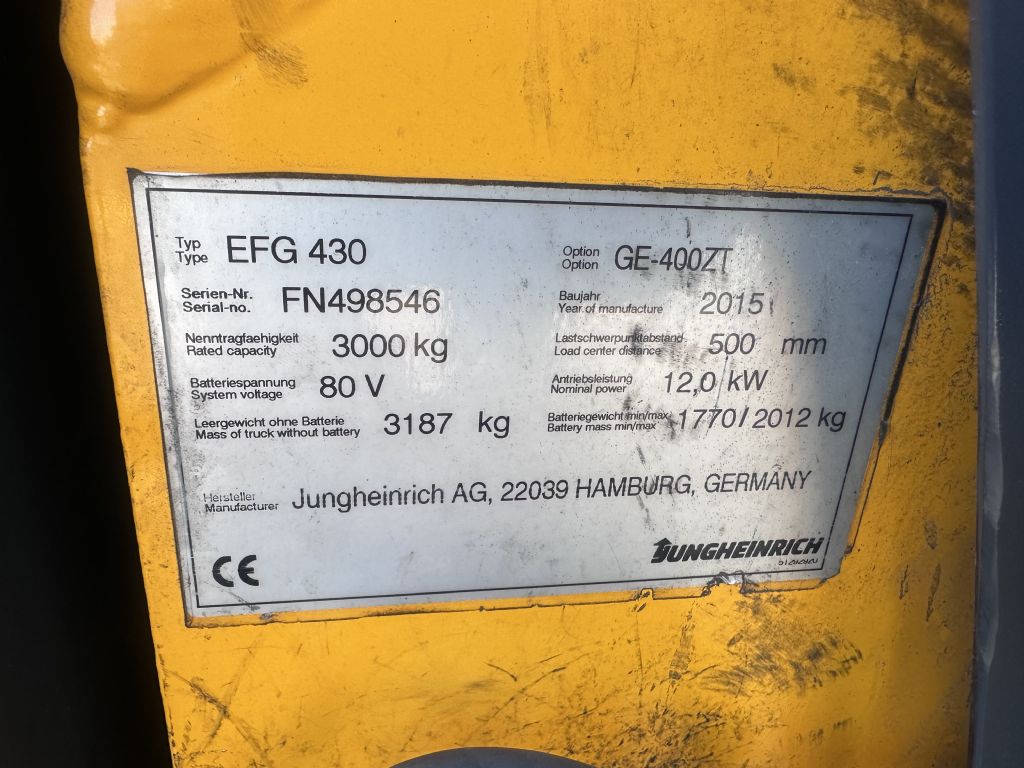 Typ EFG 430 Option GE-400ZT
Type Option
Serien-Nr. FN498546 Baujahr 2015
Serial-no. Year of manufacture
Nenntragfaehigkeit 3000 kg Lastschwerpunktabstand 500 mm
Rated capacity Load center distance
Batteriespannung 80 V Antriebsleistung 12,0 kW
System voltage Nominal power
Leergewicht ohne Batterie 3187 kg Batteriegewicht min/max 1770/2012 kg
Mass of truck without battery Battery mass min/max
Hersteller Jungheinrich AG, 22039 HAMBURG, GERMANY
Manufacturer
CE JUNGHEINRICH